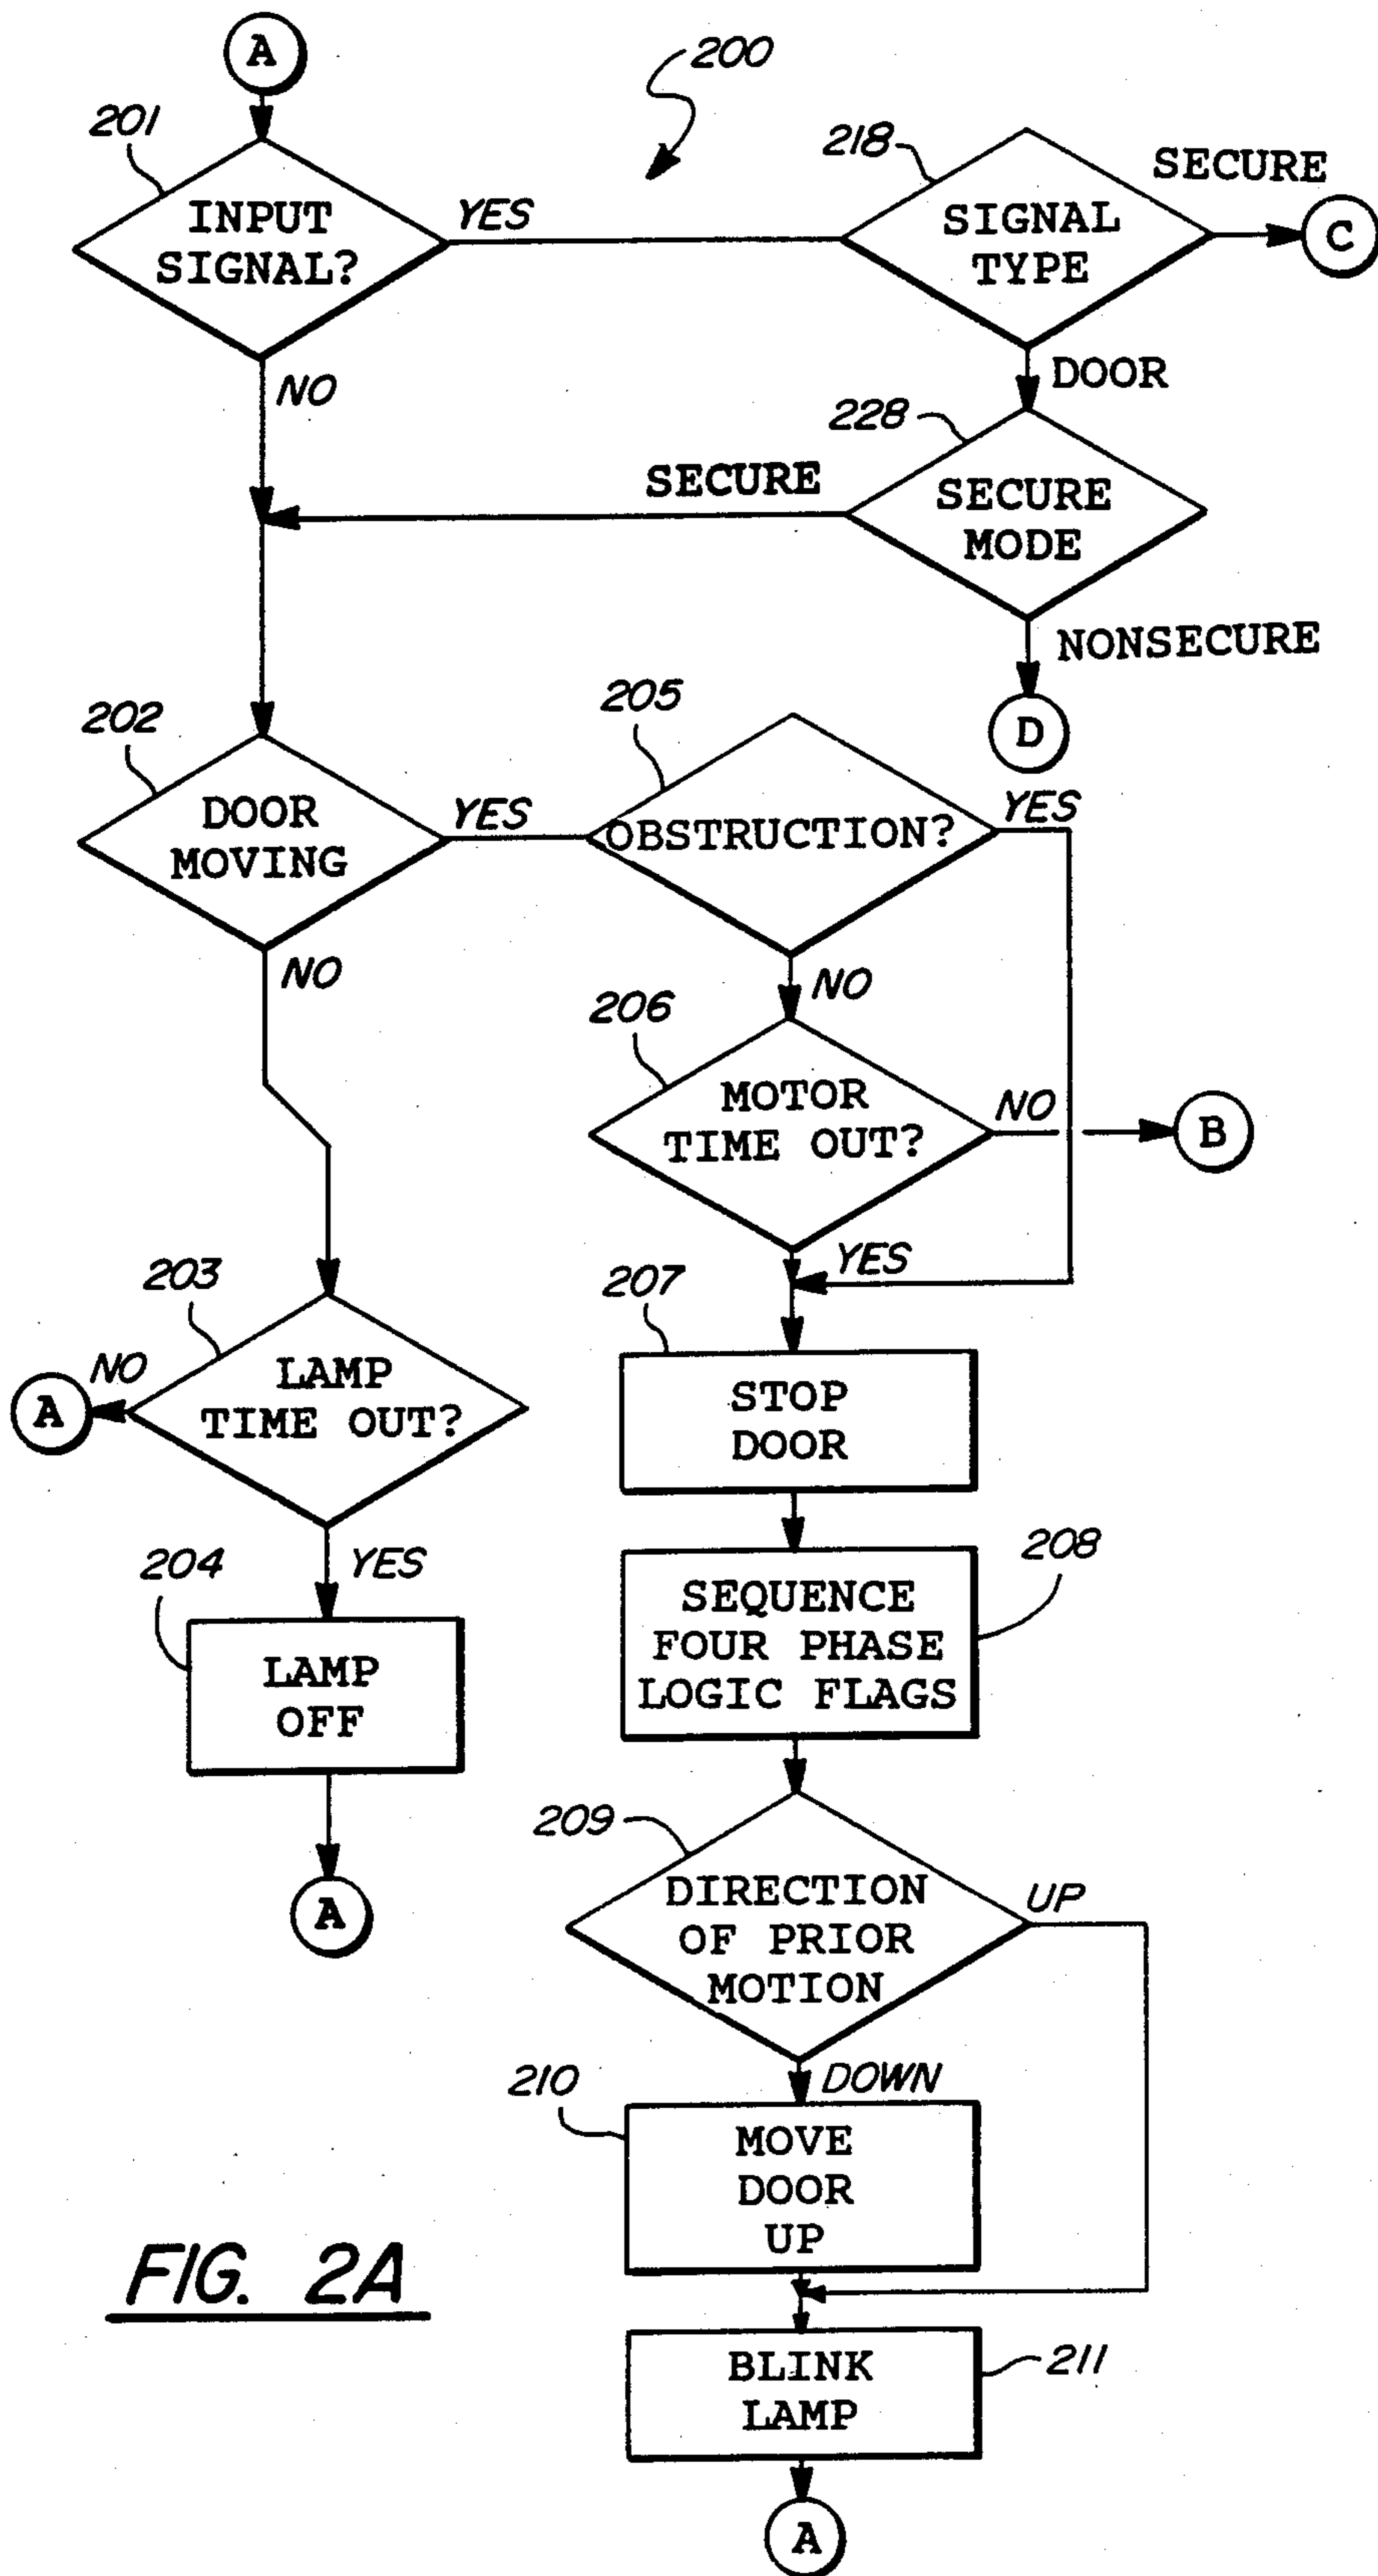 A
200
201
218
SECURE
INPUT
SIGNAL?
YES
SIGNAL
TYPE
C
NO
DOOR
228
SECURE
SECURE
MODE
NONSECURE
D
202
205
DOOR
MOVING
YES
OBSTRUCTION?
YES
NO
NO
206
MOTOR
TIME OUT?
NO
B
YES
203
207
LAMP
TIME OUT?
NO
A
STOP
DOOR
YES
204
208
LAMP
OFF
SEQUENCE
FOUR PHASE
LOGIC FLAGS
A
209
DIRECTION
OF PRIOR
MOTION
UP
DOWN
210
MOVE
DOOR
UP
FIG. 2A
BLINK
LAMP
211
A